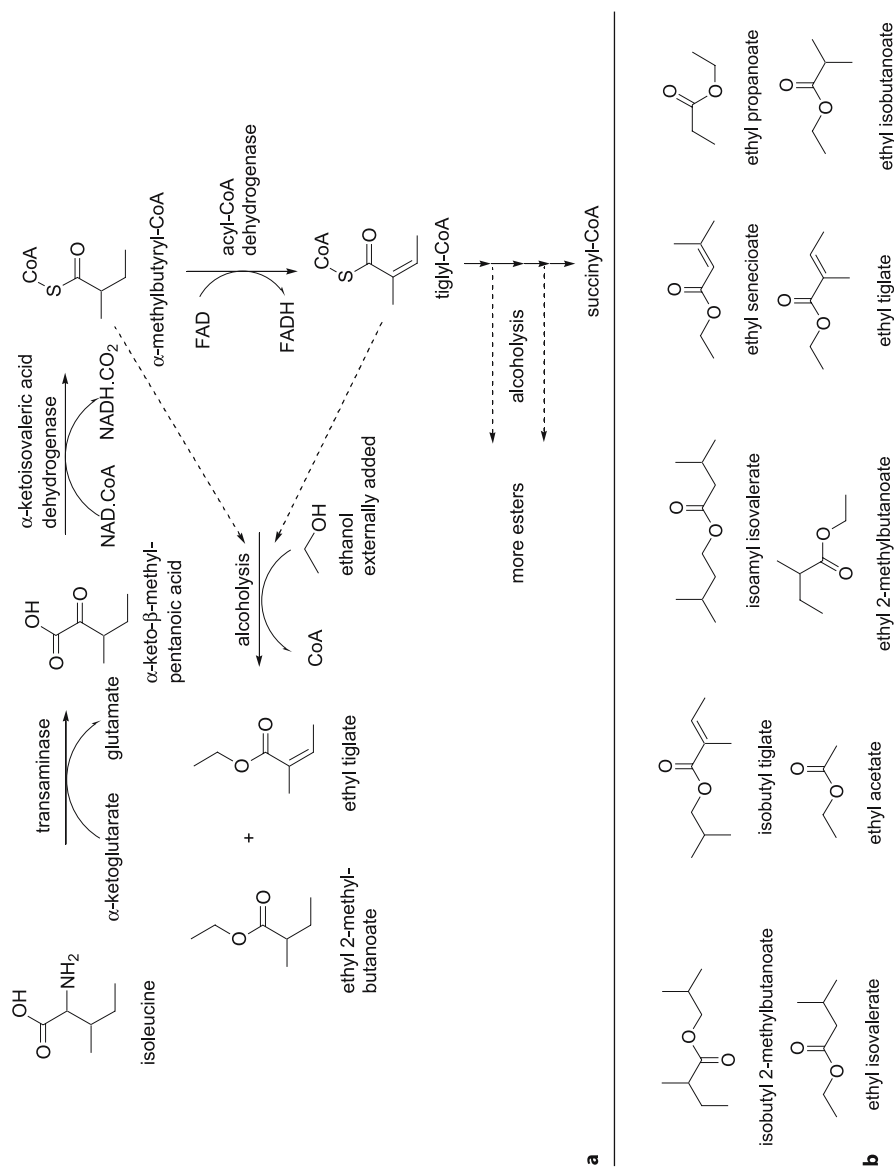 OH
O
NH2
isoleucine
transaminase
α-ketoglutarate
glutamate
OH
O
O
α-keto-β-methyl-
pentanoic acid
α-ketoisovaleric acid
dehydrogenase
NAD.CoA
NADH.CO2
CoA
S
O
α-methylbutyryl-CoA
FAD
FADH
acyl-CoA
dehydrogenase
CoA
S
O
tiglyl-CoA
succinyl-CoA
alcoholysis
more esters
alcoholysis
CoA
OH
ethanol
externally added
O
O
ethyl 2-methyl-
butanoate
+
O
O
ethyl tiglate
a
O
O
isobutyl 2-methylbutanoate
O
O
isobutyl tiglate
O
O
isoamyl isovalerate
O
O
ethyl senecioate
O
O
ethyl propanoate
O
O
ethyl isovalerate
O
O
ethyl acetate
O
O
ethyl 2-methylbutanoate
O
O
ethyl tiglate
O
O
ethyl isobutanoate
b